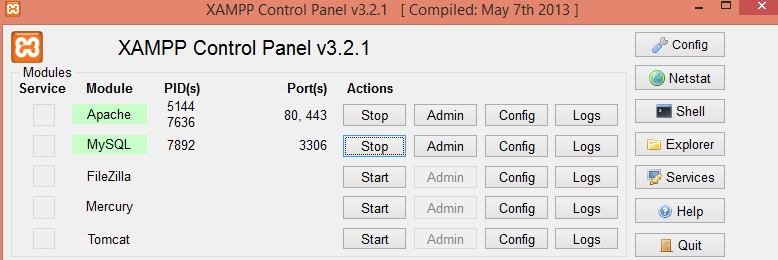 XAMPP Control Panel v3.2.1 [ Compiled: May 7th 2013 ]
XAMPP Control Panel v3.2.1
Config
Modules
Service Module PID(s) Port(s) Actions
Netstat
Apache 5144 7636 80, 443 Stop Admin Config Logs
Shell
MySQL 7892 3306 Stop Admin Config Logs
Explorer
FileZilla Start Admin Config Logs
Services
Mercury Start Admin Config Logs
Help
Tomcat Start Admin Config Logs
Quit